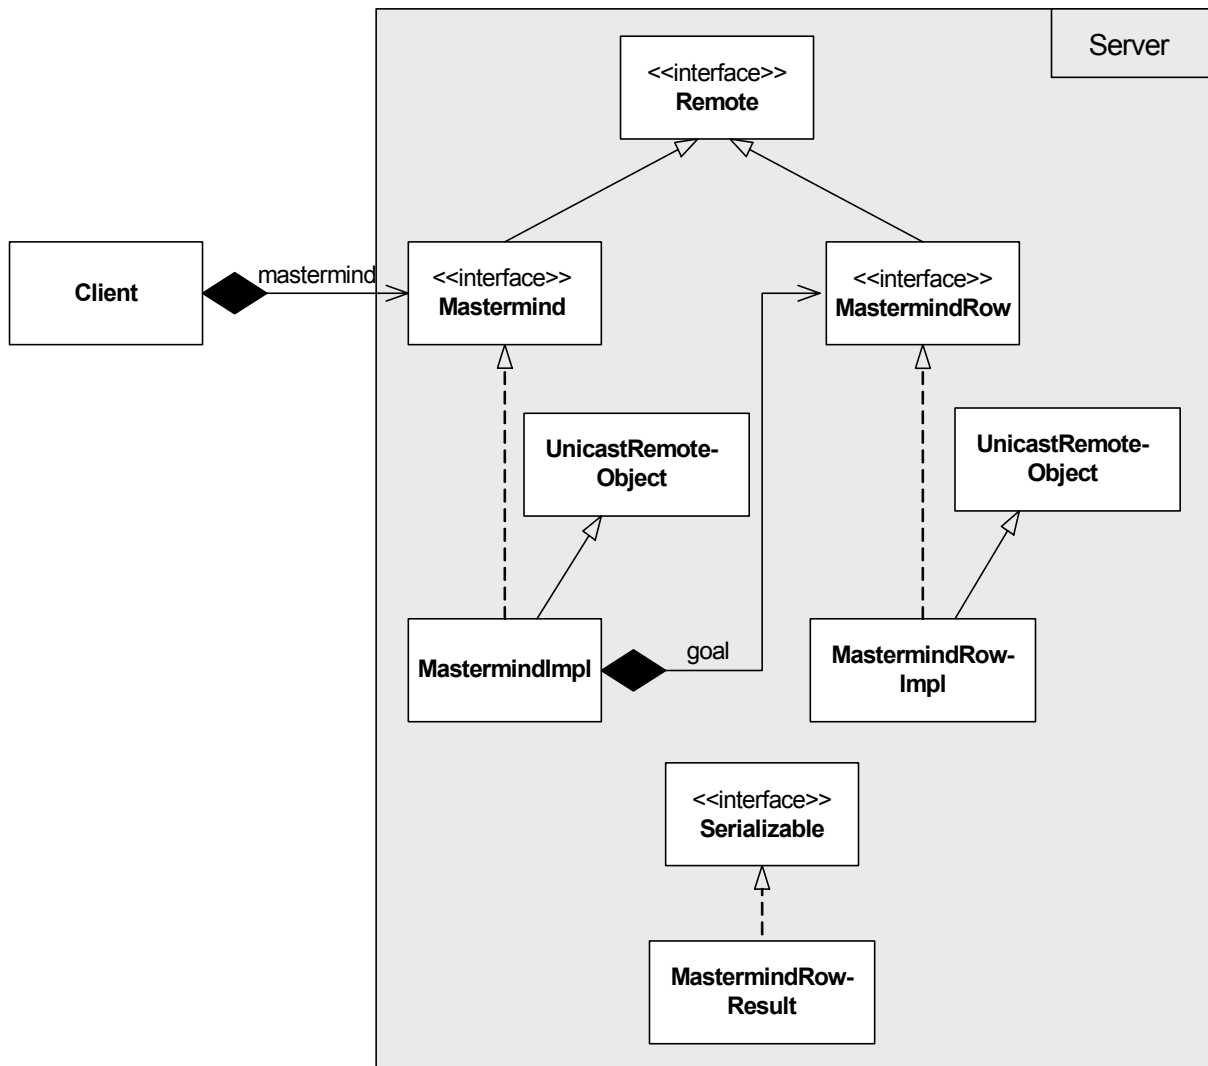 Server
<<interface>>
Remote
Client
mastermind
<<interface>>
Mastermind
<<interface>>
MastermindRow
UnicastRemote-
Object
UnicastRemote-
Object
MastermindImpl
goal
MastermindRow-
Impl
<<interface>>
Serializable
MastermindRow-
Result